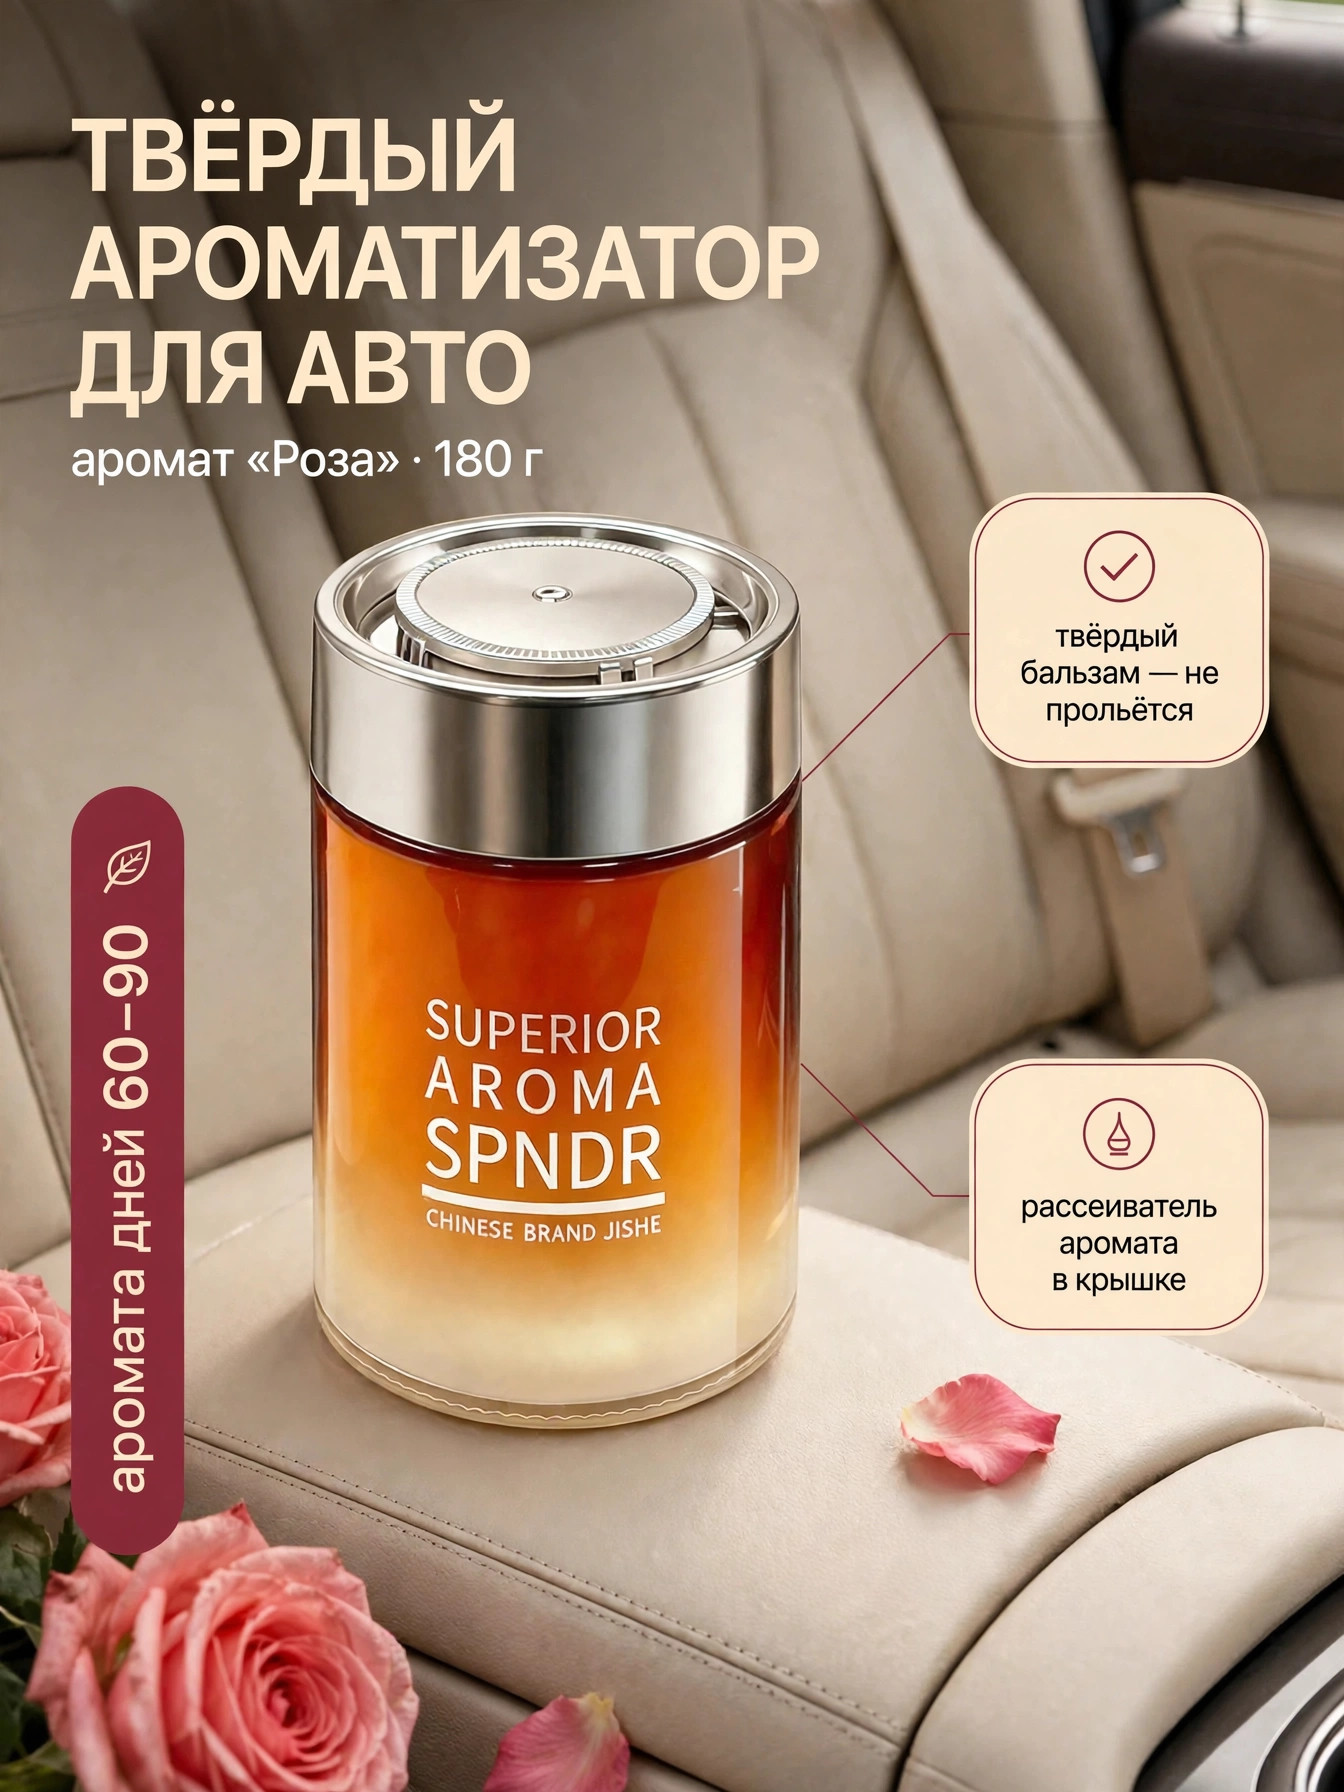 ТВЁРДЫЙ
АРОМАТИЗАТОР
ДЛЯ АВТО
аромат «Роза» · 180 г
твёрдый
бальзам — не
прольётся
аромата дней 60–90
SUPERIOR
AROMA
SPNDR
CHINESE BRAND JISHE
рассеиватель
аромата
в крышке